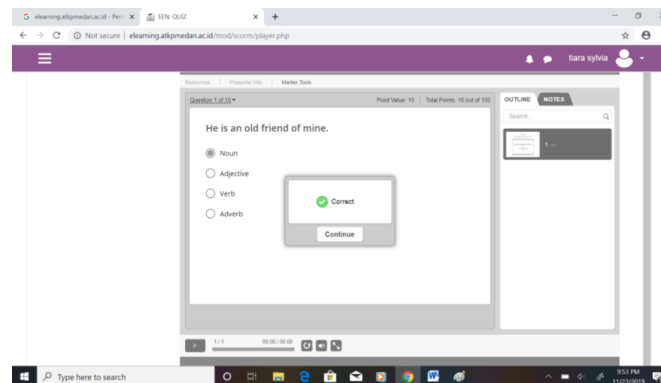 elearning.atkpmedan.ac.id - Pen
EEN: QUIZ
Not secure | elearning.atkpmedan.ac.id/mod/scorm/player.php
tiara sylvia
Resources | Presenter Info | Marker Tools
Question 1 of 10
Point Value: 10 | Total Points: 10 out of 100
OUTLINE
NOTES
Search...
He is an old friend of mine.
Noun
Adjective
Verb
Adverb
Correct
Continue
1. ---
1 / 1
00:00 / 00:00
Type here to search
9:53 PM
11/23/2019